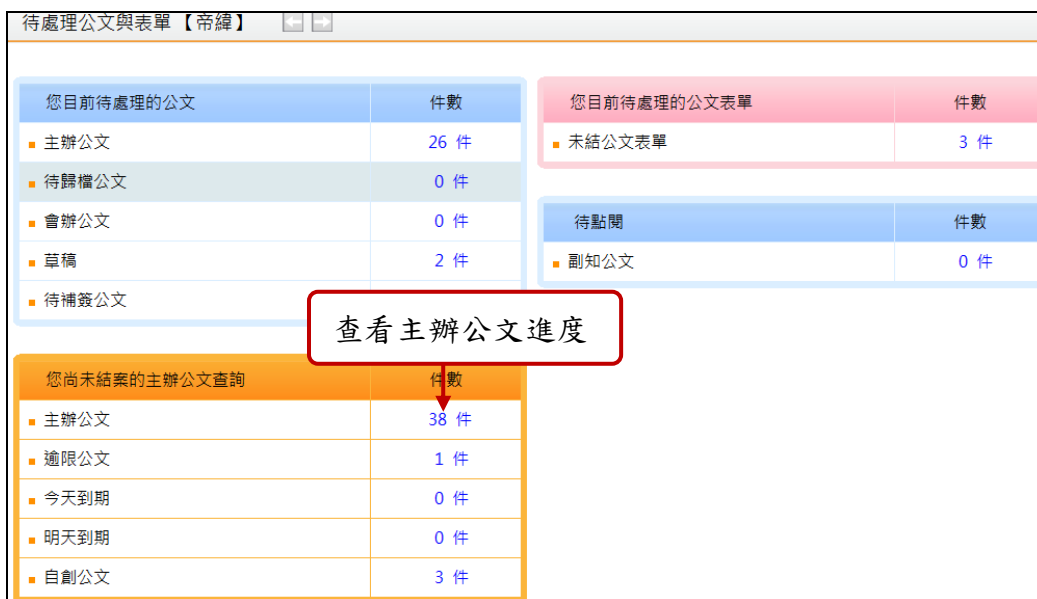 待處理公文與表單 【帝緯】
您目前待處理的公文 件數
主辦公文 26 件
待歸檔公文 0 件
會辦公文 0 件
草稿 2 件
待補簽公文
您目前待處理的公文表單 件數
未結公文表單 3 件
待點閱 件數
副知公文 0 件
查看主辦公文進度
您尚未結案的主辦公文查詢 件數
主辦公文 38 件
逾限公文 1 件
今天到期 0 件
明天到期 0 件
自創公文 3 件